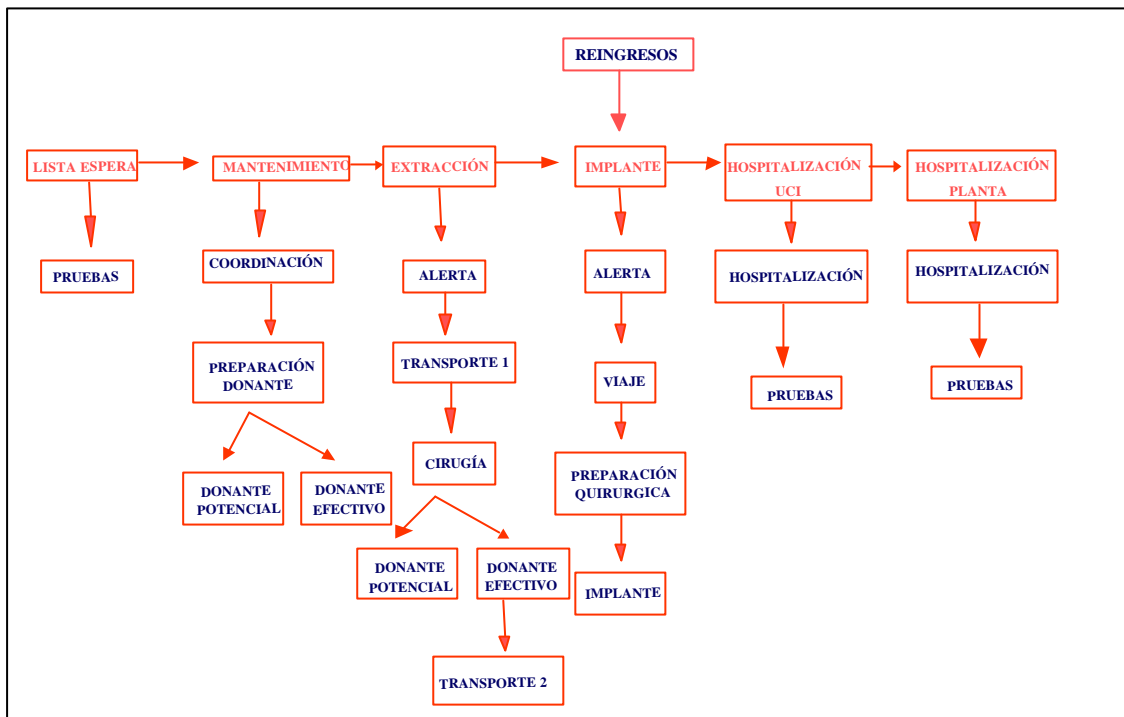 REINGRESOS
LISTA ESPERA
MANTENIMIENTO
EXTRACCIÓN
IMPLANTE
HOSPITALIZACIÓN
UCI
HOSPITALIZACIÓN
PLANTA
PRUEBAS
COORDINACIÓN
ALERTA
ALERTA
HOSPITALIZACIÓN
HOSPITALIZACIÓN
PREPARACIÓN
DONANTE
TRANSPORTE 1
VIAJE
PRUEBAS
PRUEBAS
DONANTE
POTENCIAL
DONANTE
EFECTIVO
CIRUGÍA
PREPARACIÓN
QUIRURGICA
DONANTE
POTENCIAL
DONANTE
EFECTIVO
IMPLANTE
TRANSPORTE 2